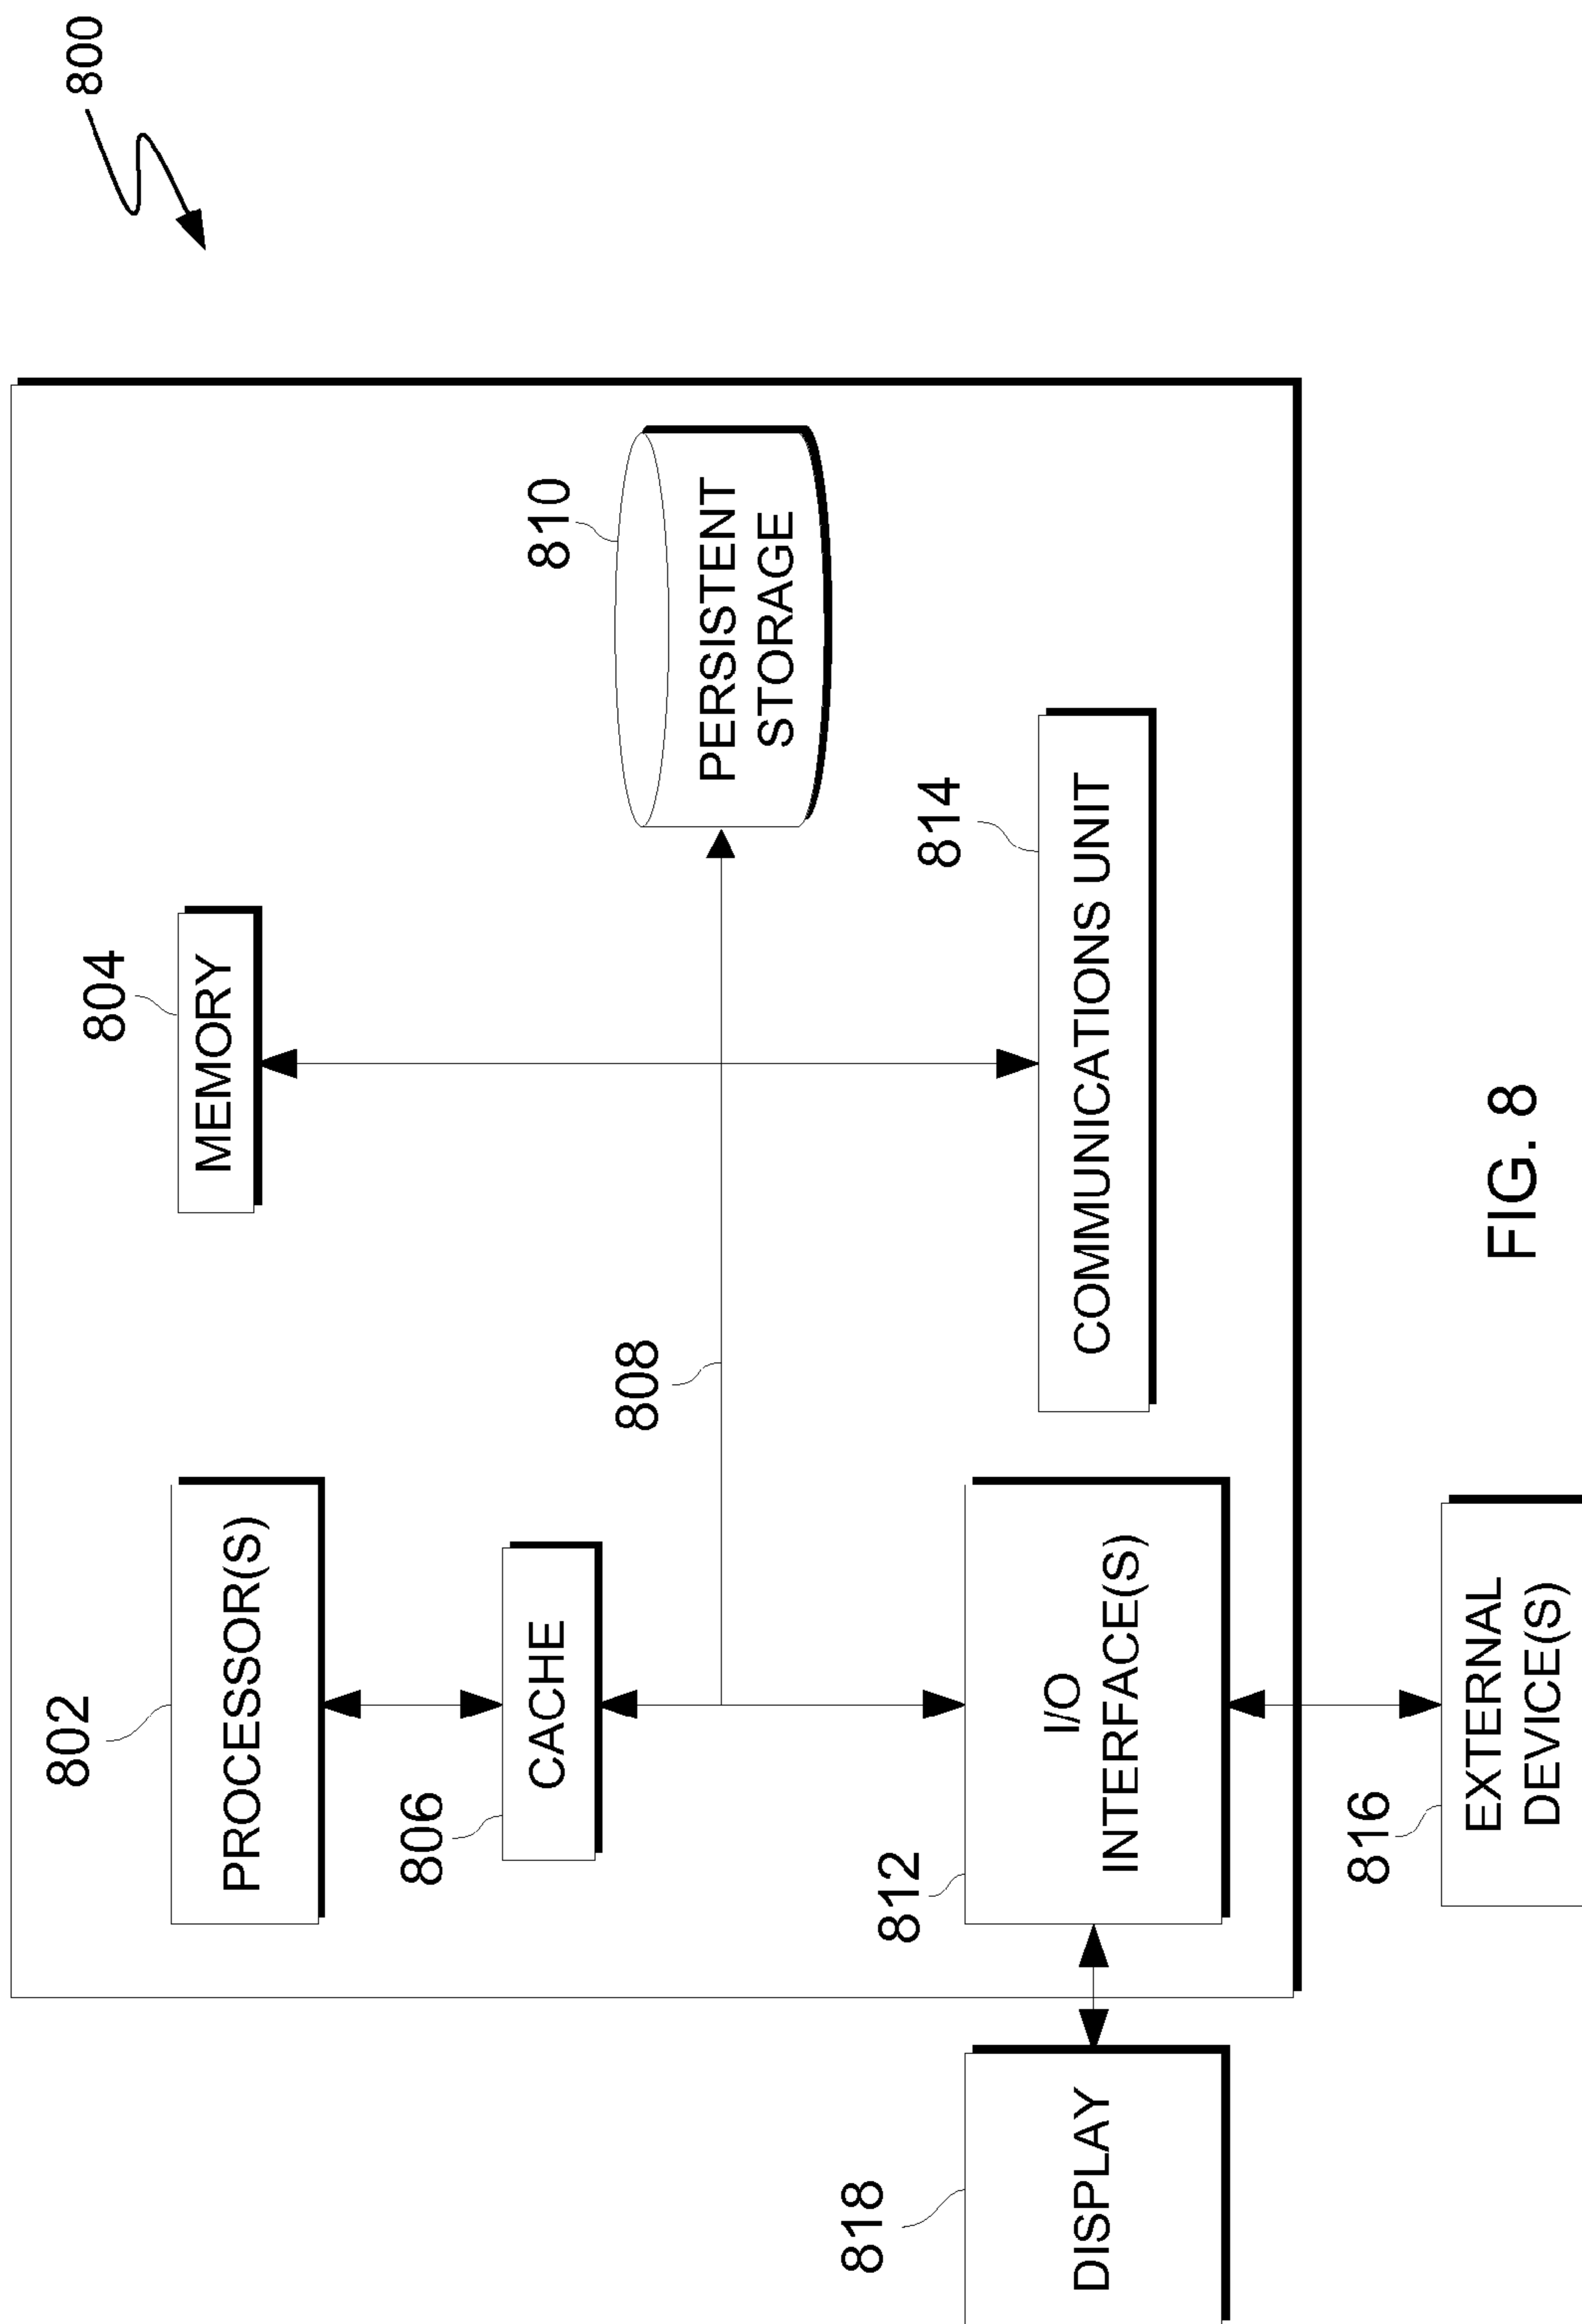 800
802
PROCESSOR(S)
804
MEMORY
806
CACHE
808
810
PERSISTENT
STORAGE
812
I/O
INTERFACE(S)
814
COMMUNICATIONS UNIT
818
DISPLAY
816
EXTERNAL
DEVICE(S)
FIG. 8